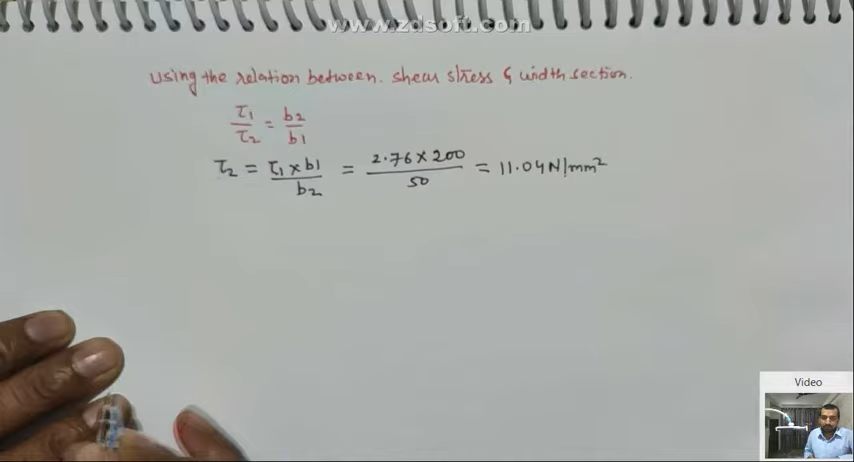 www.zdsoft.com
Using the relation between. shear stress & width section.
τ1/τ2 = b2/b1
τ2 = τ1 × b1/b2 = 2.76 × 200/50 = 11.04 N/mm²
Video